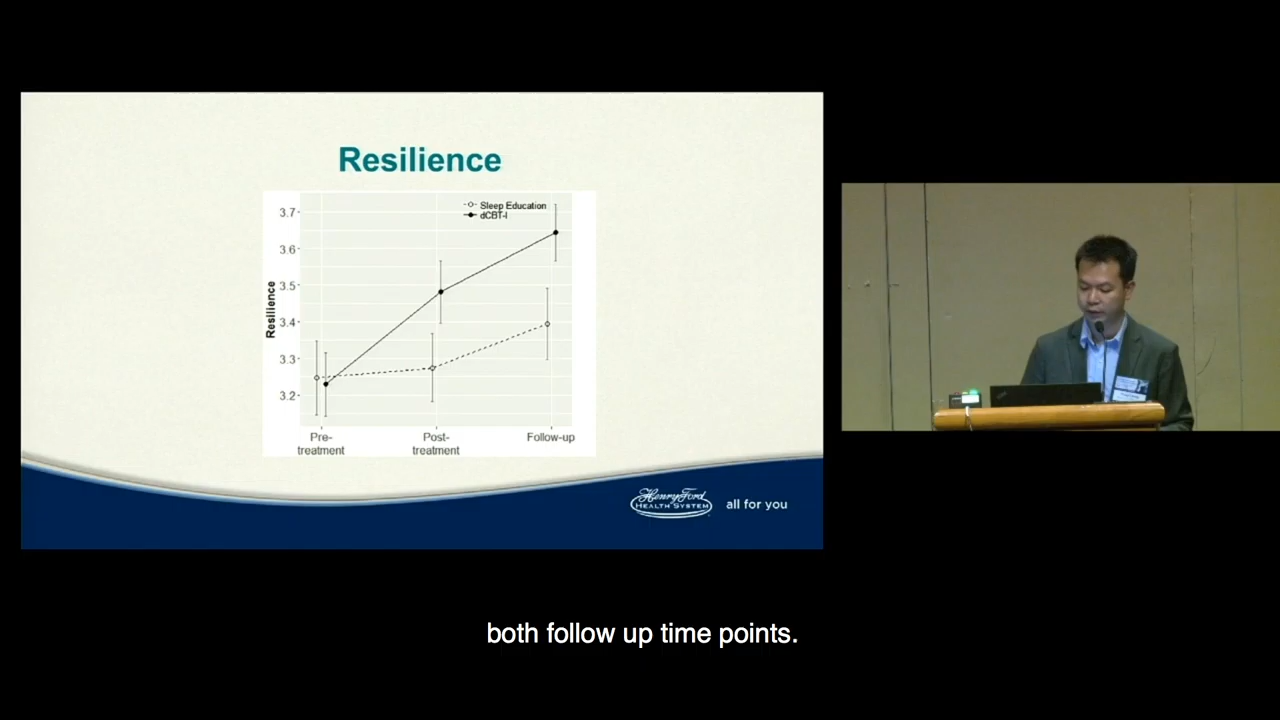 Resilience
Sleep Education
dCBT-I
3.7
3.6
3.5
3.4
3.3
3.2
Resilience
Pre-
treatment
Post-
treatment
Follow-up
Henry Ford
HEALTH SYSTEM
all for you
both follow up time points.